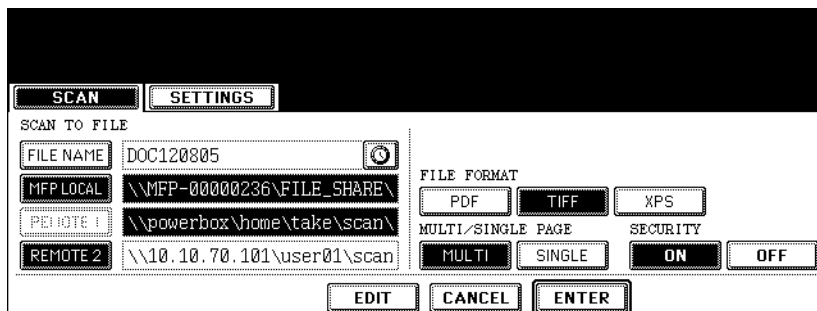 SCAN SETTINGS
SCAN TO FILE
FILE NAME DOC120805
MFP LOCAL \\MFP-00000236\FILE_SHARE\
REMOTE 1 \\powerbox\home\take\scan\
REMOTE 2 \\10.10.70.101\user01\scan
FILE FORMAT
PDF TIFF XPS
MULTI/SINGLE PAGE SECURITY
MULTI SINGLE ON OFF
EDIT CANCEL ENTER